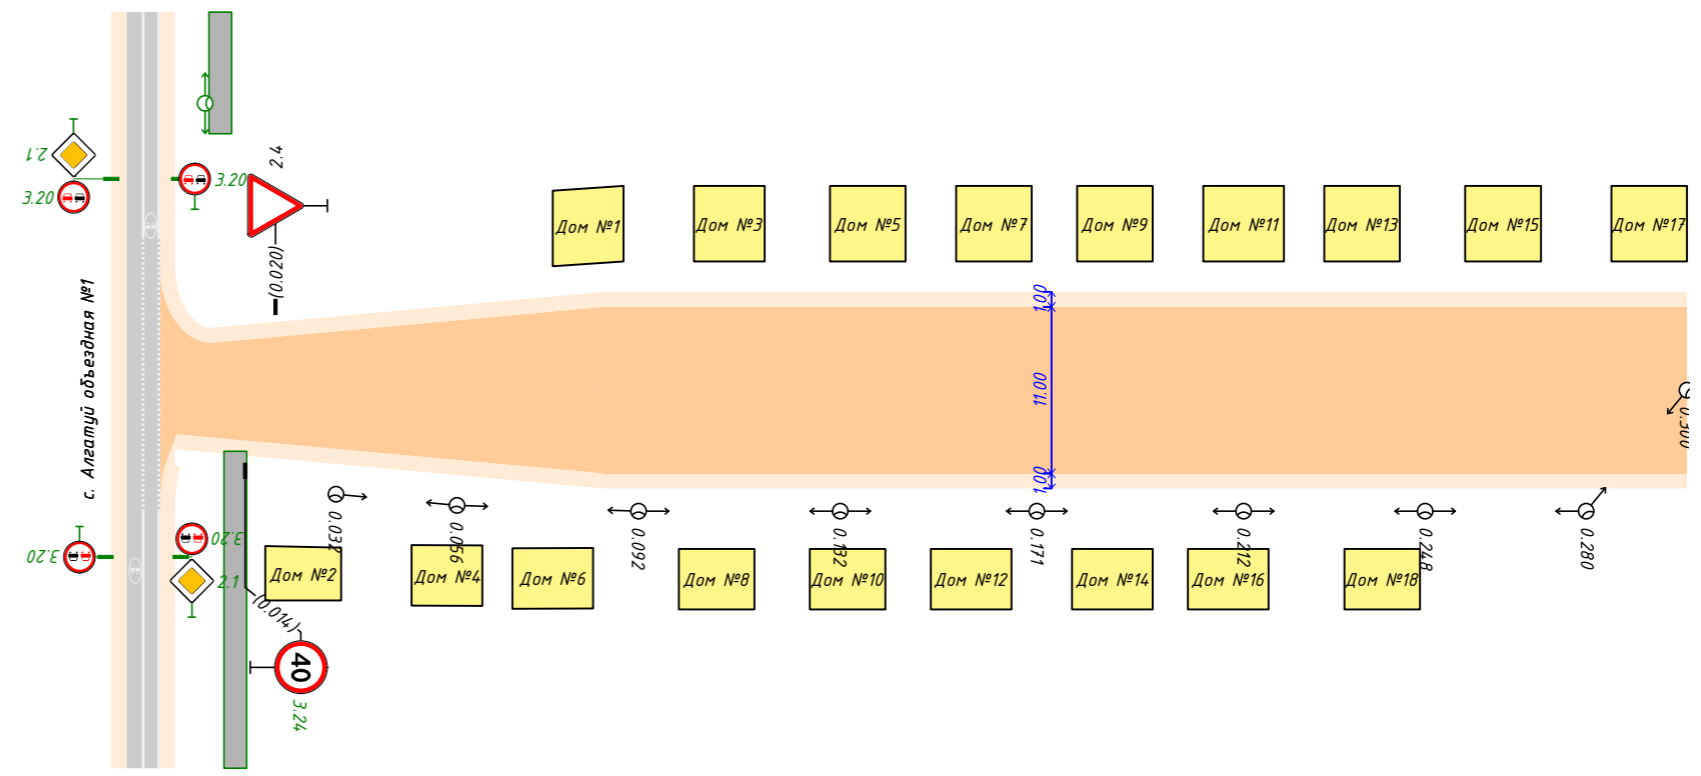 2.1
3.20
3.20
2.4
(0.020)
с. Алгатуй объездная №1
Дом №1
Дом №3
Дом №5
Дом №7
Дом №9
Дом №11
Дом №13
Дом №15
Дом №17
1.00
11.00
1.00
0.300
0.032
0.056
0.092
0.132
0.171
0.212
0.248
0.280
3.20
3.20
2.1
Дом №2
Дом №4
Дом №6
Дом №8
Дом №10
Дом №12
Дом №14
Дом №16
Дом №18
(0.014)
40
3.24